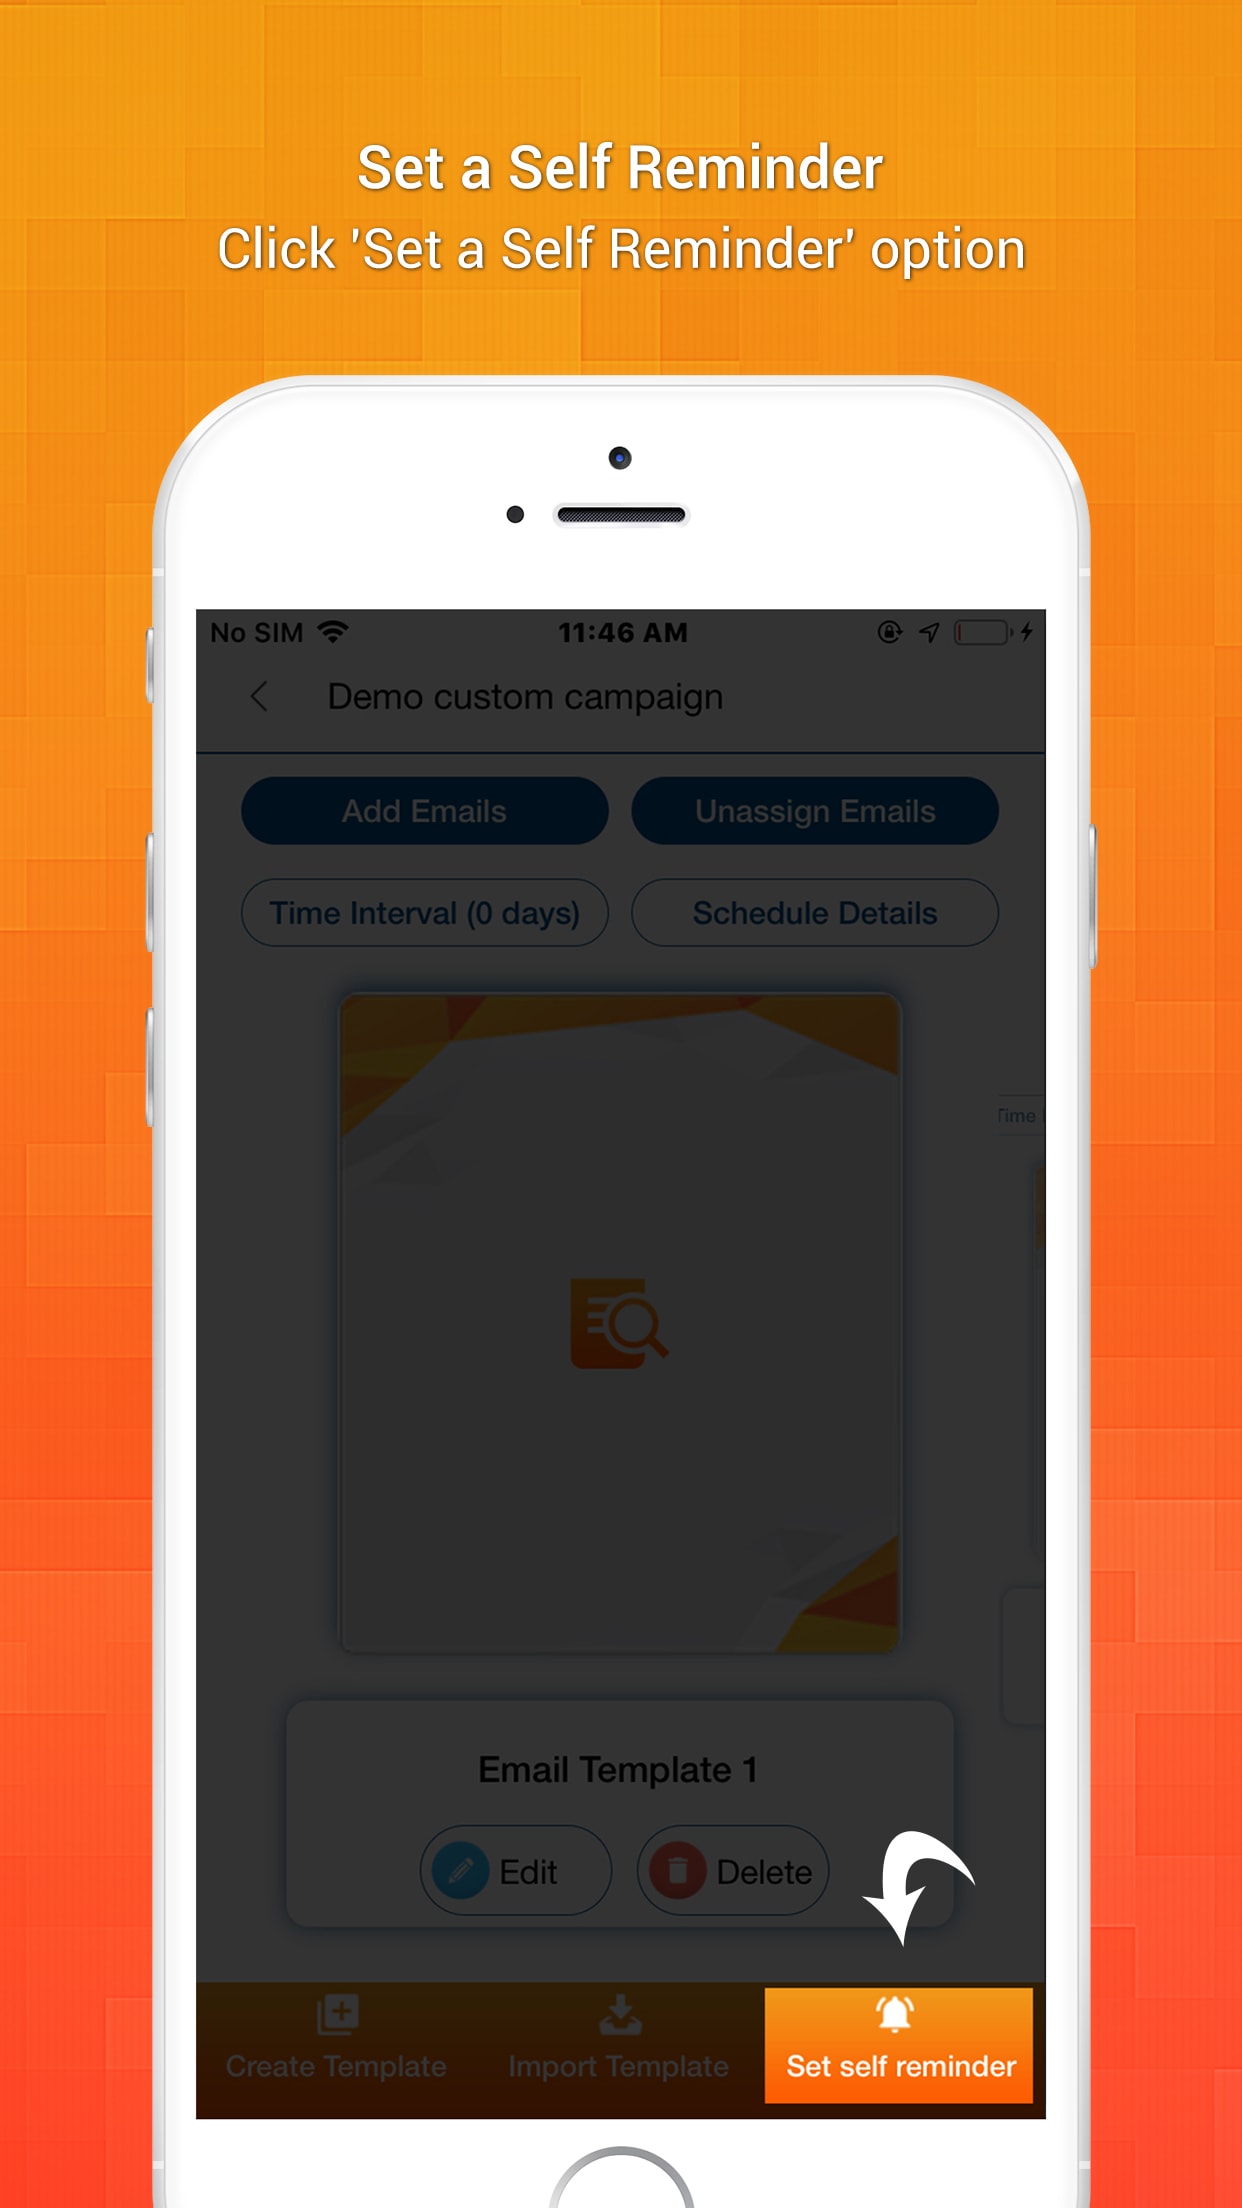 Set a Self Reminder
Click 'Set a Self Reminder' option
No SIM 11:46 AM
Demo custom campaign
Add Emails Unassign Emails
Time Interval (0 days) Schedule Details
Time
Email Template 1
Edit Delete
Create Template Import Template Set self reminder